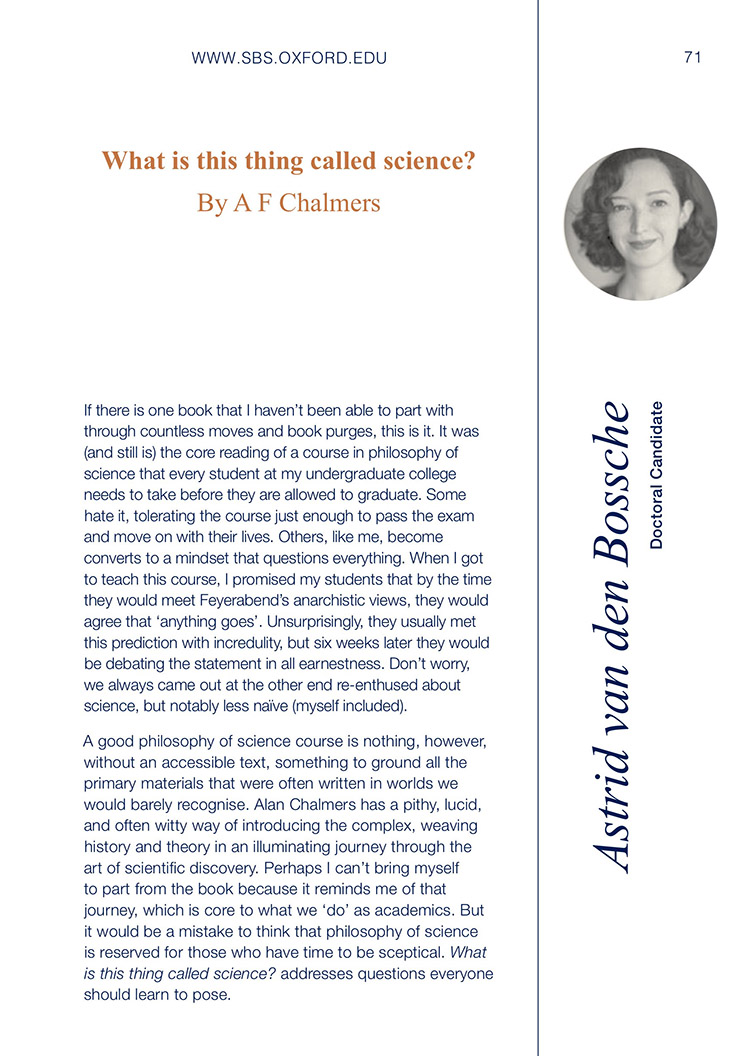 WWW.SBS.OXFORD.EDU
71
What is this thing called science?
By A F Chalmers
If there is one book that I haven’t been able to part with
through countless moves and book purges, this is it. It was
(and still is) the core reading of a course in philosophy of
science that every student at my undergraduate college
needs to take before they are allowed to graduate. Some
hate it, tolerating the course just enough to pass the exam
and move on with their lives. Others, like me, become
converts to a mindset that questions everything. When I got
to teach this course, I promised my students that by the time
they would meet Feyerabend’s anarchistic views, they would
agree that ‘anything goes’. Unsurprisingly, they usually met
this prediction with incredulity, but six weeks later they would
be debating the statement in all earnestness. Don’t worry,
we always came out at the other end re-enthused about
science, but notably less naïve (myself included).
A good philosophy of science course is nothing, however,
without an accessible text, something to ground all the
primary materials that were often written in worlds we
would barely recognise. Alan Chalmers has a pithy, lucid,
and often witty way of introducing the complex, weaving
history and theory in an illuminating journey through the
art of scientific discovery. Perhaps I can’t bring myself
to part from the book because it reminds me of that
journey, which is core to what we ‘do’ as academics. But
it would be a mistake to think that philosophy of science
is reserved for those who have time to be sceptical. What
is this thing called science? addresses questions everyone
should learn to pose.
Astrid van den Bossche
Doctoral Candidate